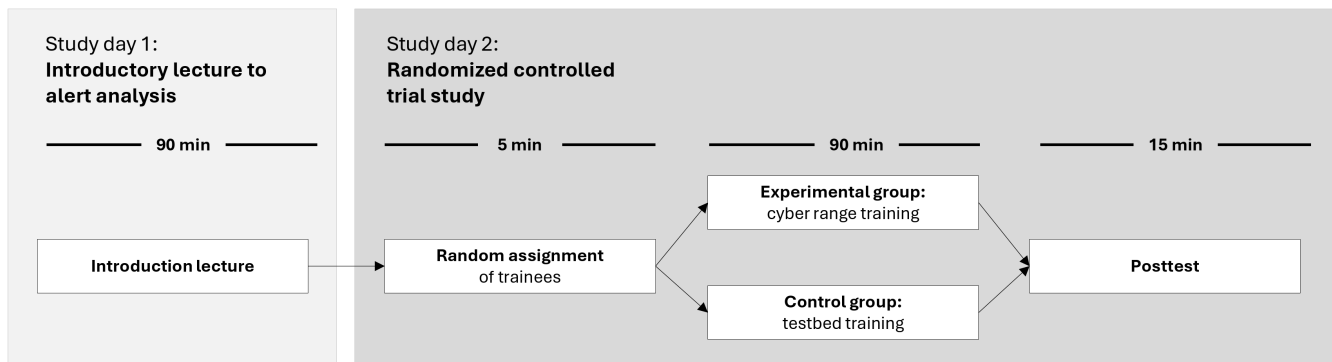 Study day 1:
Introductory lecture to
alert analysis
90 min
Introduction lecture
Study day 2:
Randomized controlled
trial study
5 min
90 min
15 min
Random assignment
of trainees
Experimental group:
cyber range training
Control group:
testbed training
Posttest